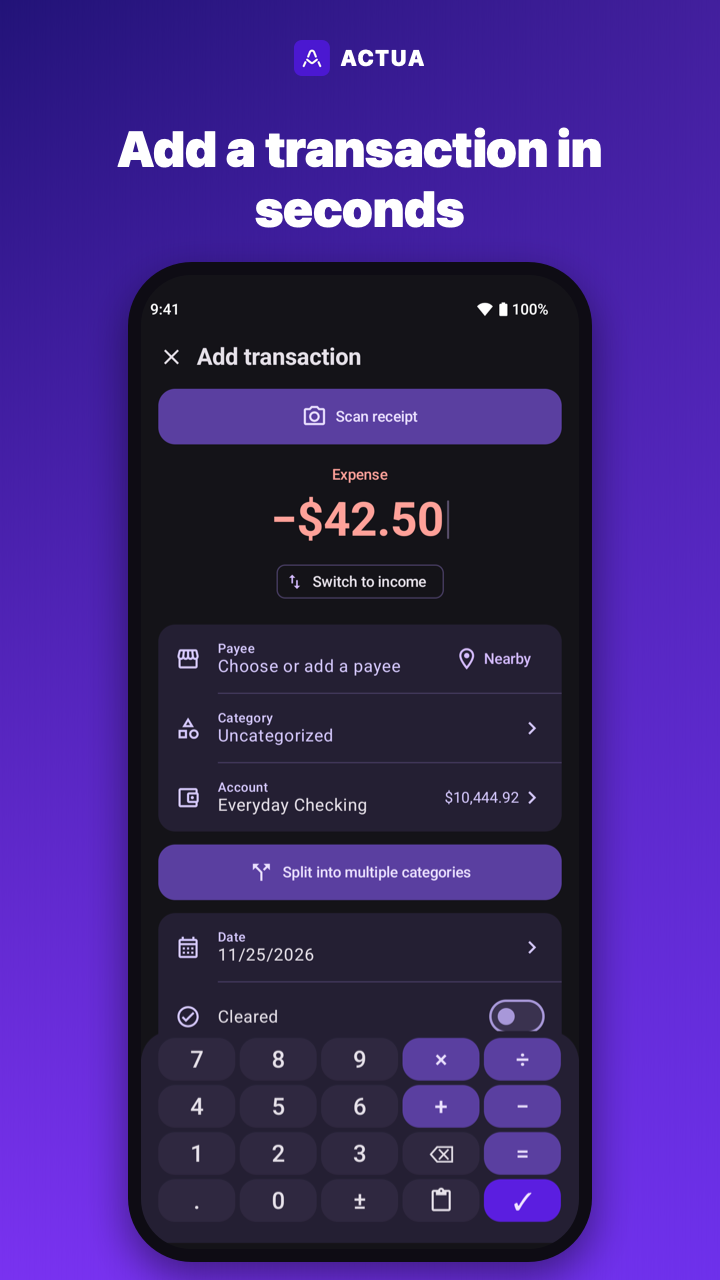 ACTUA
Add a transaction in
seconds
9:41
100%
Add transaction
Scan receipt
Expense
−$42.50
Switch to income
Payee
Choose or add a payee
Nearby
Category
Uncategorized
Account
Everyday Checking
$10,444.92
Split into multiple categories
Date
11/25/2026
Cleared
7 8 9 × ÷
4 5 6 + −
1 2 3 =
. 0 ± ✓